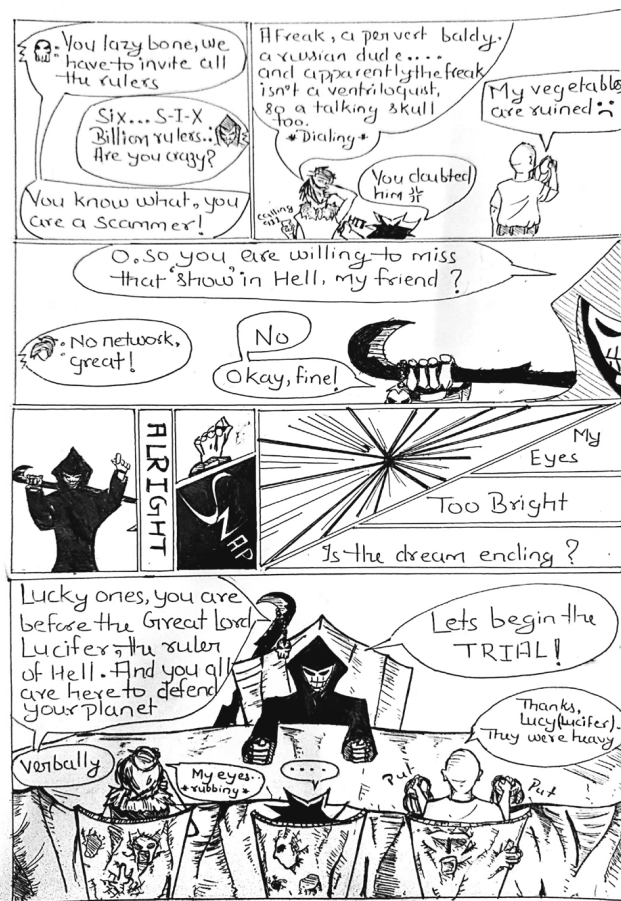 You lazy bone, we
have to invite all
the rulers
Six... S-I-X
Billion rulers..
Are you crazy?
You know what, you
are a scammer!
A Freak, a pervert baldy.
a russian dude....
and apparently the freak
isn't a ventriloquist,
so a talking skull
too.
*Dialing*
You doubted
him
calling
911
My vegetables
are ruined
O. So you are willing to miss
that 'show' in Hell, my friend ?
No network,
great!
No
Okay, fine!
ALRIGHT
SNAP
My
Eyes
Too Bright
Is the dream ending ?
Lucky ones, you are
before the Great Lord
Lucifer, the ruler
of Hell. And you all
are here to defend
your planet
verbally
Lets begin the
TRIAL!
My eyes..
*rubbing*
....
Thanks,
Lucy(Lucifer).
They were heavy
Put
Put